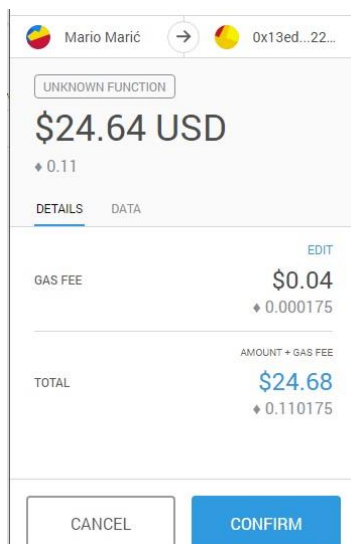 Mario Marić
0x13ed...22...
UNKNOWN FUNCTION
$24.64 USD
♦ 0.11
DETAILS DATA
EDIT
GAS FEE $0.04
♦ 0.000175
AMOUNT + GAS FEE
TOTAL $24.68
♦ 0.110175
CANCEL CONFIRM